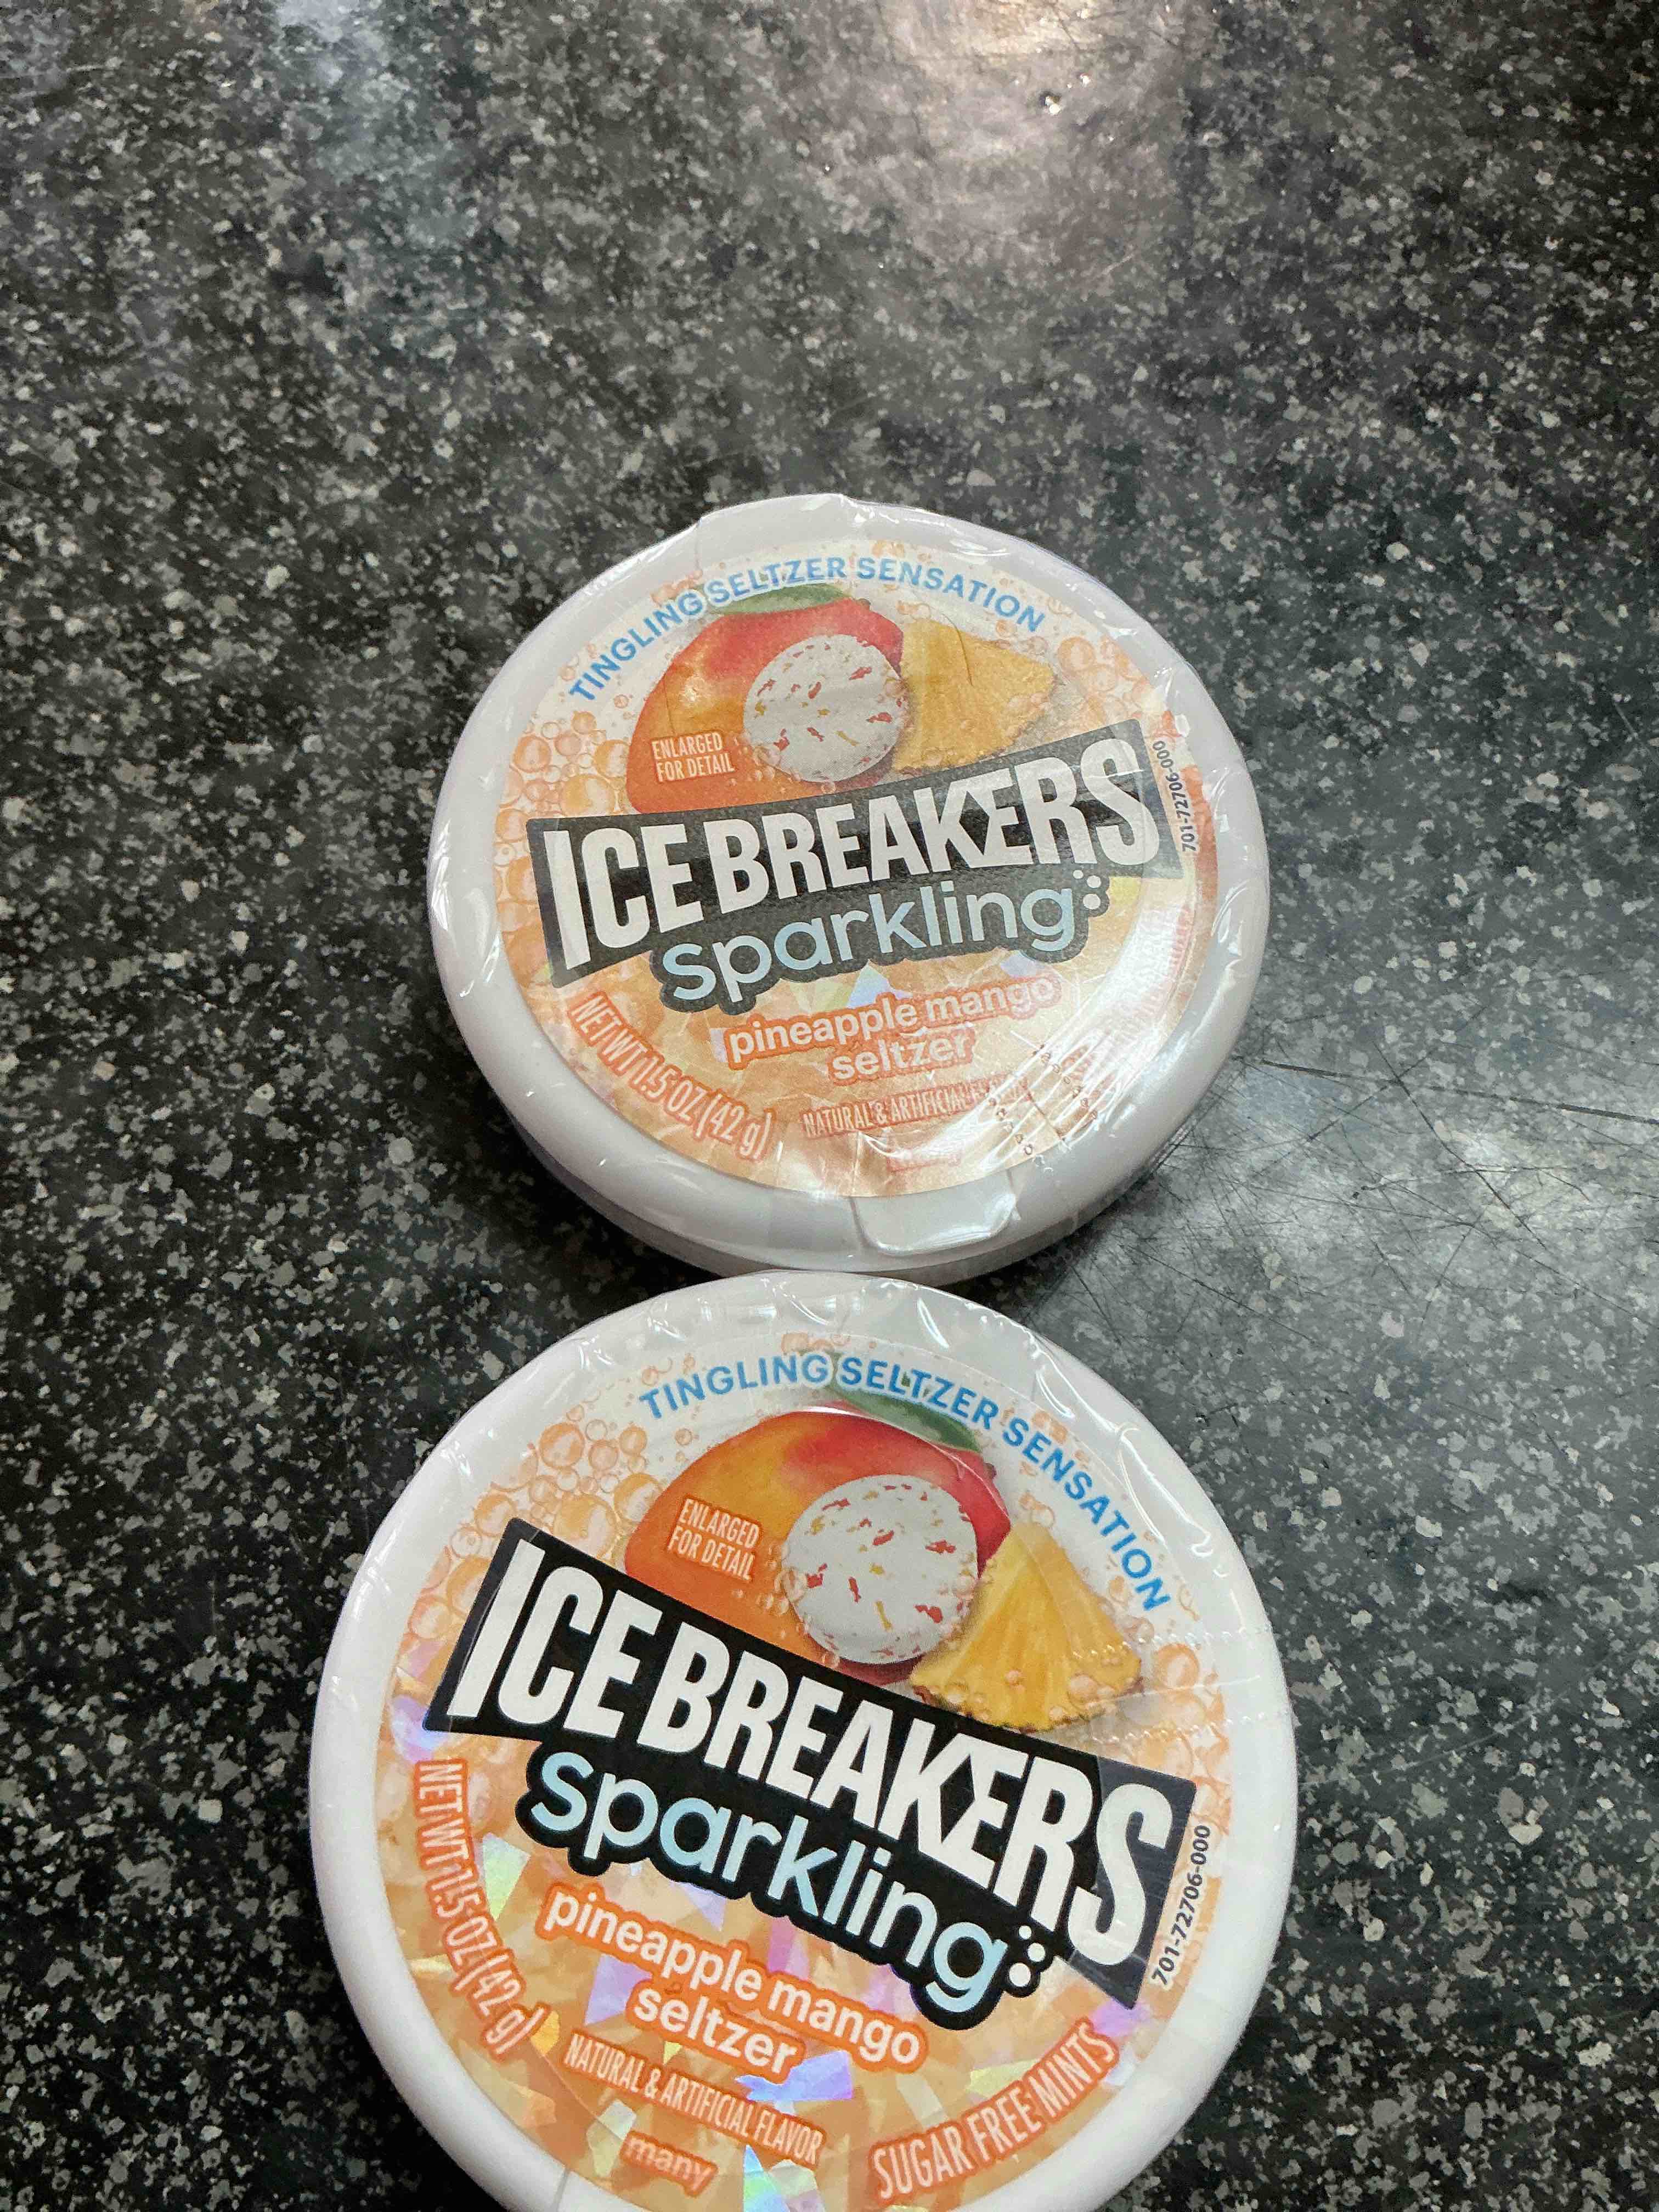 TINGLING SELTZER SENSATION
ENLARGED
FOR DETAIL
ICE BREAKERS
701-72706-000
sparkling
pineapple mango
seltzer
NET WT 1.5 OZ (42 g)
NATURAL & ARTIFICIAL
TINGLING SELTZER SENSATION
ENLARGED
FOR DETAIL
ICE BREAKERS
701-72706-000
sparkling
pineapple mango
seltzer
NET WT 1.5 OZ (42 g)
NATURAL & ARTIFICIAL FLAVOR
SUGAR FREE MINTS
many